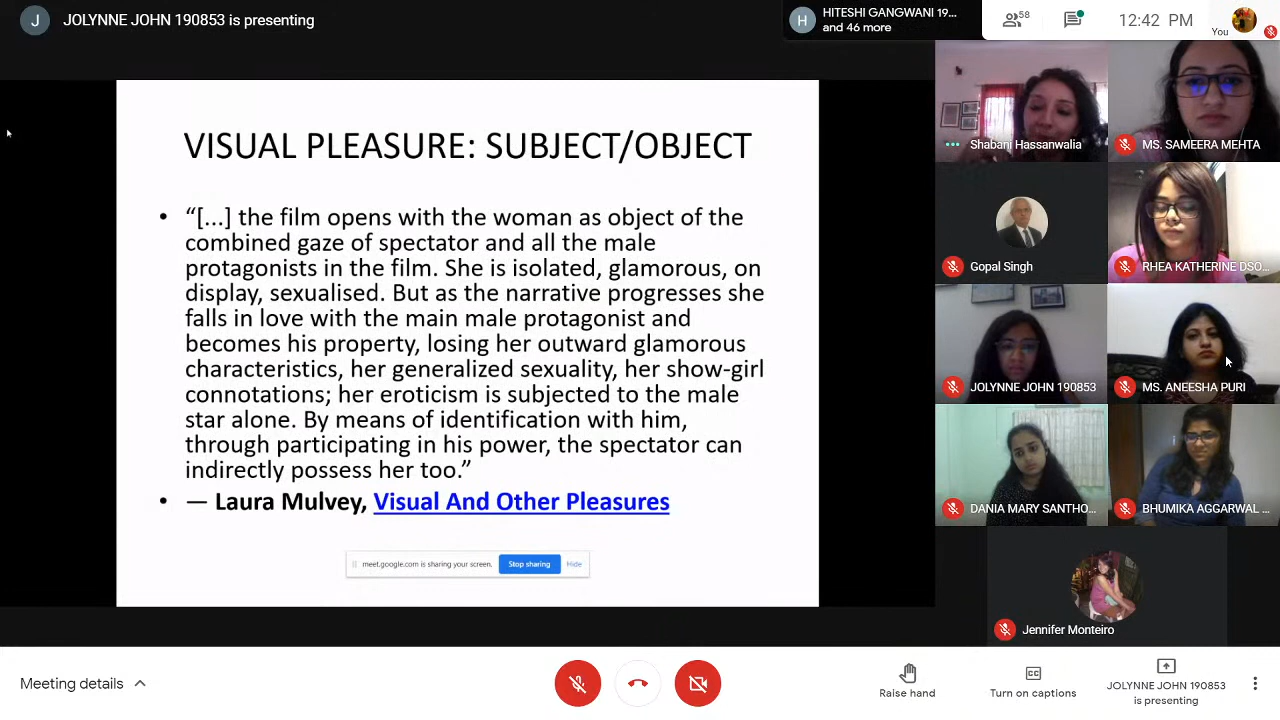 J JOLYNNE JOHN 190853 is presenting
H HITESHI GANGWANI 19...
and 46 more
58
12:42 PM
You
VISUAL PLEASURE: SUBJECT/OBJECT
• “[...] the film opens with the woman as object of the
combined gaze of spectator and all the male
protagonists in the film. She is isolated, glamorous, on
display, sexualised. But as the narrative progresses she
falls in love with the main male protagonist and
becomes his property, losing her outward glamorous
characteristics, her generalized sexuality, her show-girl
connotations; her eroticism is subjected to the male
star alone. By means of identification with him,
through participating in his power, the spectator can
indirectly possess her too.”
• — Laura Mulvey, Visual And Other Pleasures
meet.google.com is sharing your screen. Stop sharing Hide
Shabani Hassanwalia
MS. SAMEERA MEHTA
Gopal Singh
RHEA KATHERINE DSO...
JOLYNNE JOHN 190853
MS. ANEESHA PURI
DANIA MARY SANTHO...
BHUMIKA AGGARWAL ...
Jennifer Monteiro
Meeting details
Raise hand
CC
Turn on captions
JOLYNNE JOHN 190853
is presenting